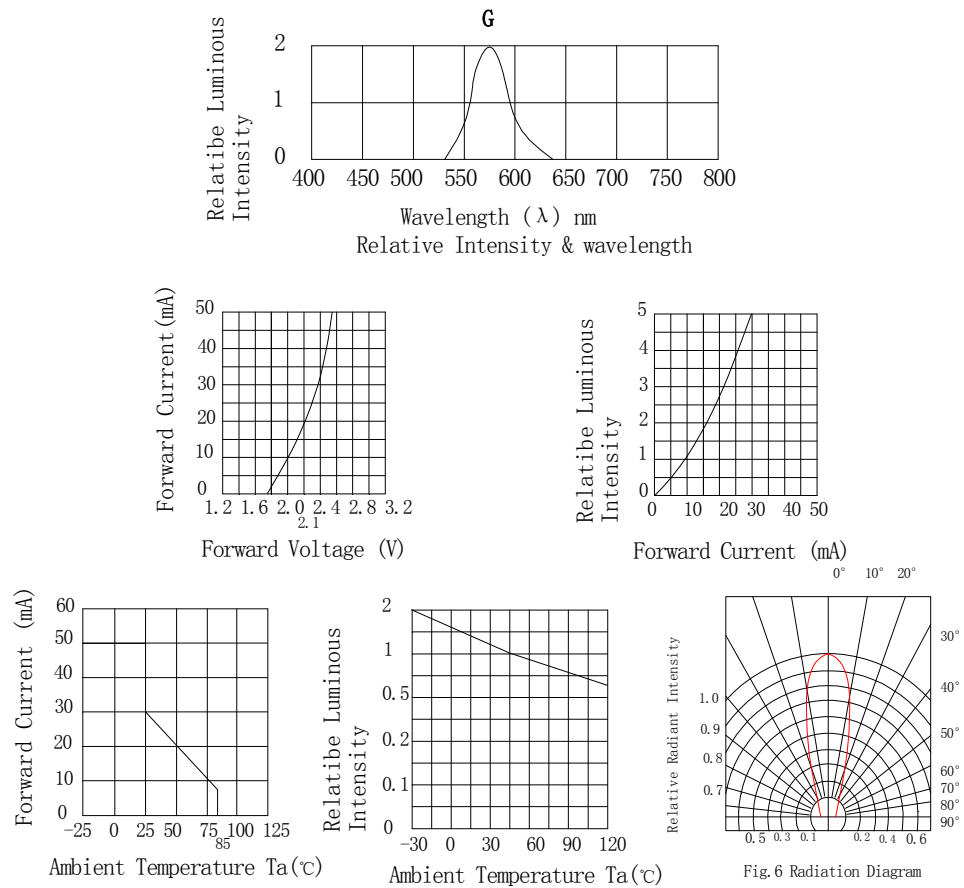 G
Relatibe Luminous
Intensity
2
1
0
400 450 500 550 600 650 700 750 800
Wavelength (λ) nm
Relative Intensity & wavelength
Forward Current(mA)
50
40
30
20
10
0
1.2 1.6 2.0 2.4 2.8 3.2
2.1
Forward Voltage (V)
Relatibe Luminous
Intensity
5
4
3
2
1
0
0 10 20 30 40 50
Forward Current (mA)
Forward Current (mA)
60
50
40
30
20
10
0
-25 0 25 50 75 100 125
85
Ambient Temperature Ta(℃)
Relatibe Luminous
Intensity
2
1
0.5
0.2
0.1
0
-30 0 30 60 90 120
Ambient Temperature Ta(℃)
0° 10° 20°
30°
40°
50°
60°
70°
80°
90°
Relative Radiant Intensity
1.0
0.9
0.8
0.7
0.5 0.3 0.1 0.2 0.4 0.6
Fig.6 Radiation Diagram